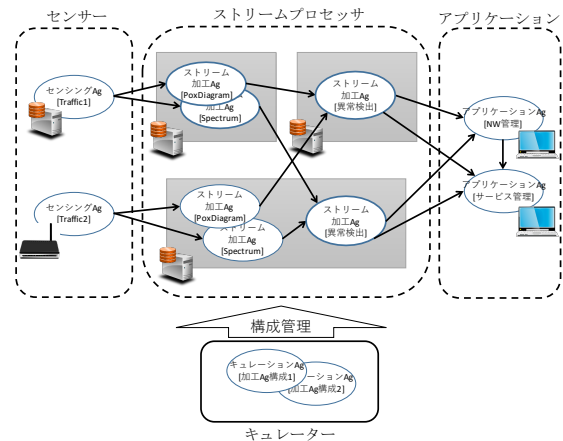 センサー
ストリームプロセッサ
アプリケーション
センシングAg
[Traffic1]
ストリーム
加工Ag
[PoxDiagram]
加工Ag
[Spectrum]
ストリーム
加工Ag
[異常検出]
アプリケーションAg
[NW管理]
センシングAg
[Traffic2]
ストリーム
加工Ag
[PoxDiagram]
ストリーム
加工Ag
[Spectrum]
ストリーム
加工Ag
[異常検出]
アプリケーションAg
[サービス管理]
構成管理
キュレーションAg
[加工Ag構成1]
ーションAg
[加工Ag構成2]
キュレーター